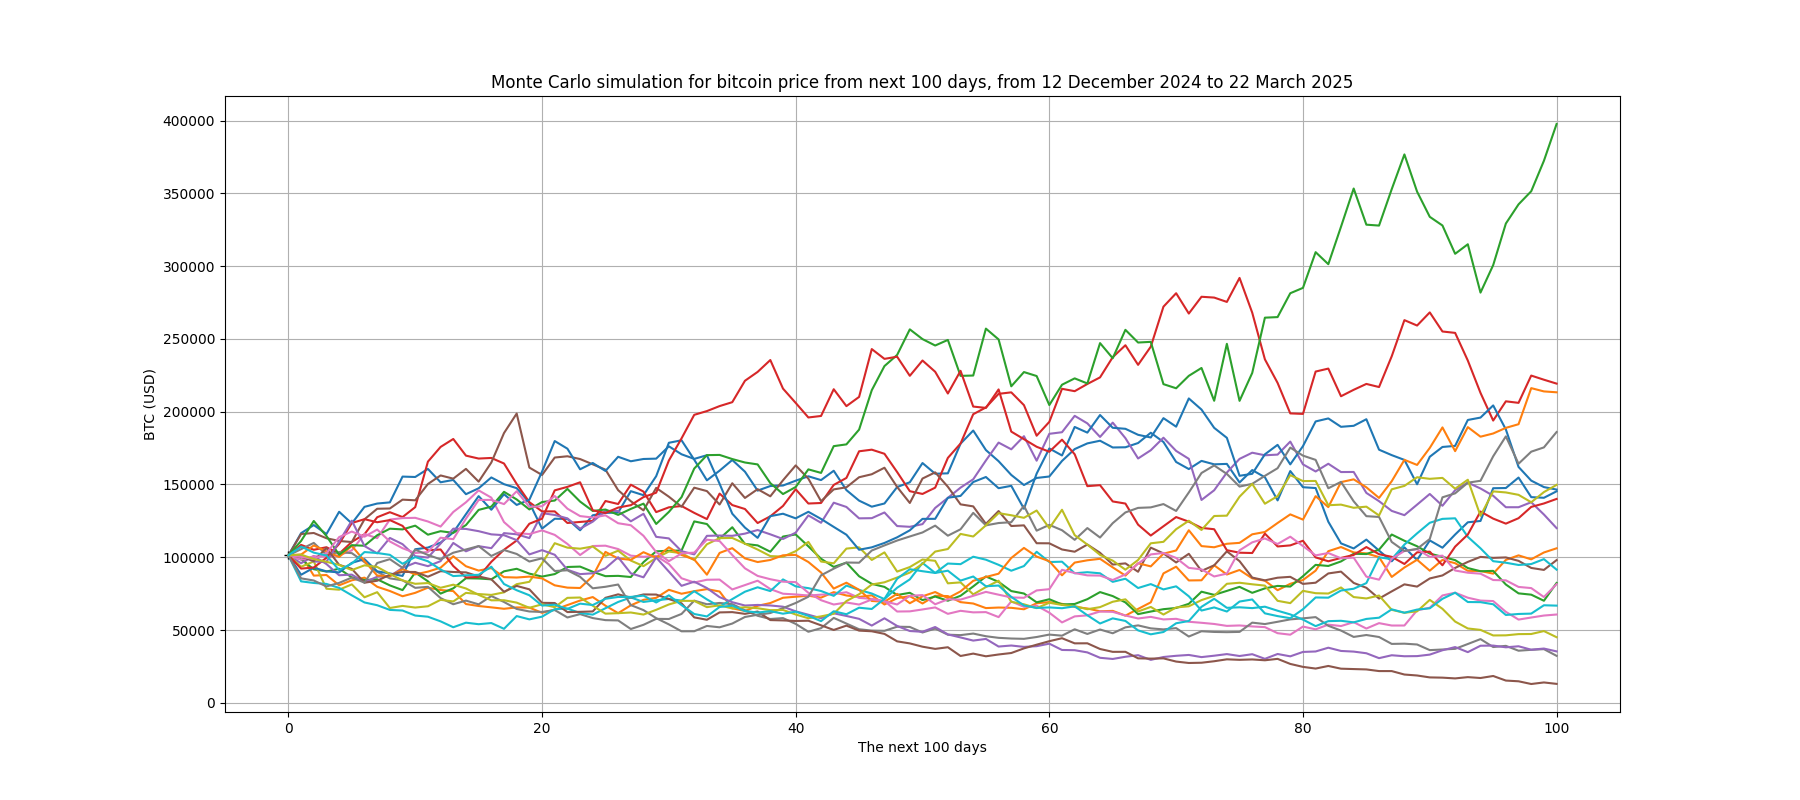 Monte Carlo simulation for bitcoin price from next 100 days, from 12 December 2024 to 22 March 2025
400000
350000
300000
250000
200000
150000
100000
50000
0
BTC (USD)
0 20 40 60 80 100
The next 100 days